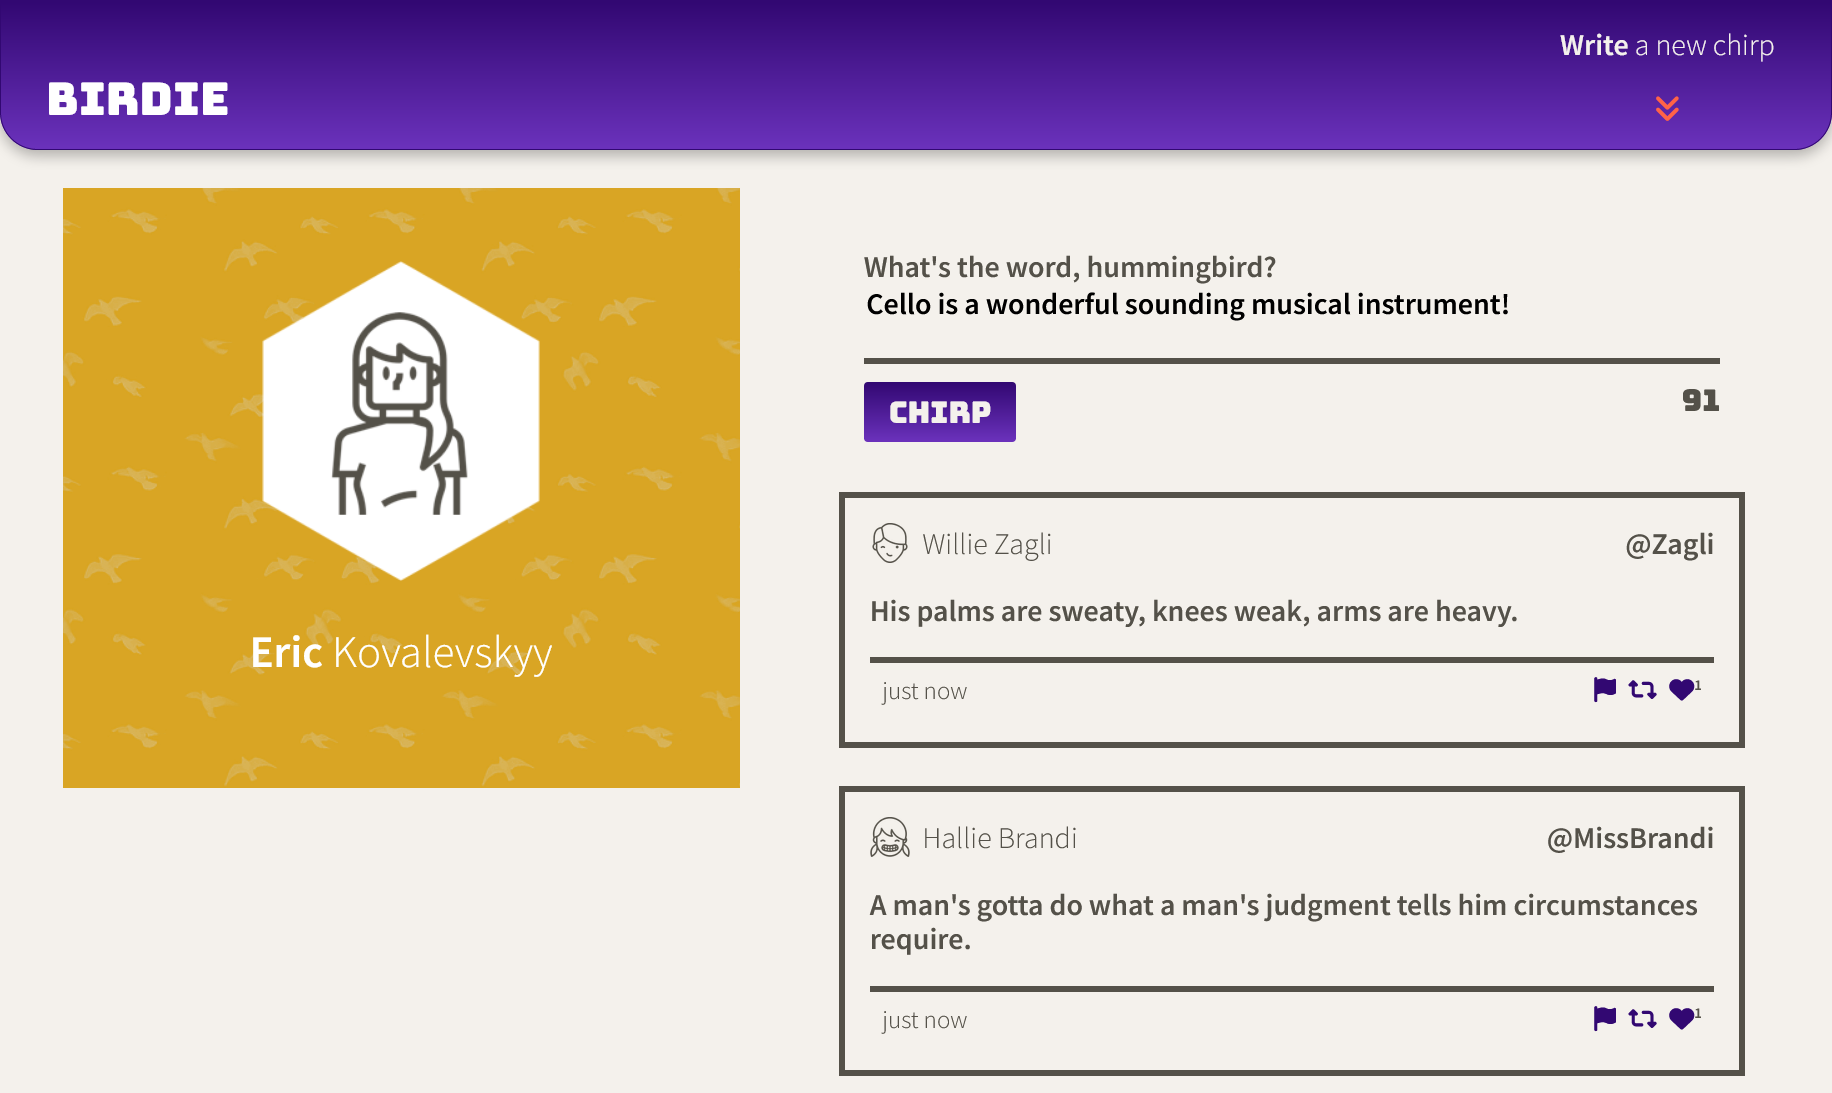 Write a new chirp
BIRDIE
Eric Kovalevskyy
What's the word, hummingbird?
Cello is a wonderful sounding musical instrument!
CHIRP
91
Willie Zagli
@Zagli
His palms are sweaty, knees weak, arms are heavy.
just now
1
Hallie Brandi
@MissBrandi
A man's gotta do what a man's judgment tells him circumstances
require.
just now
1